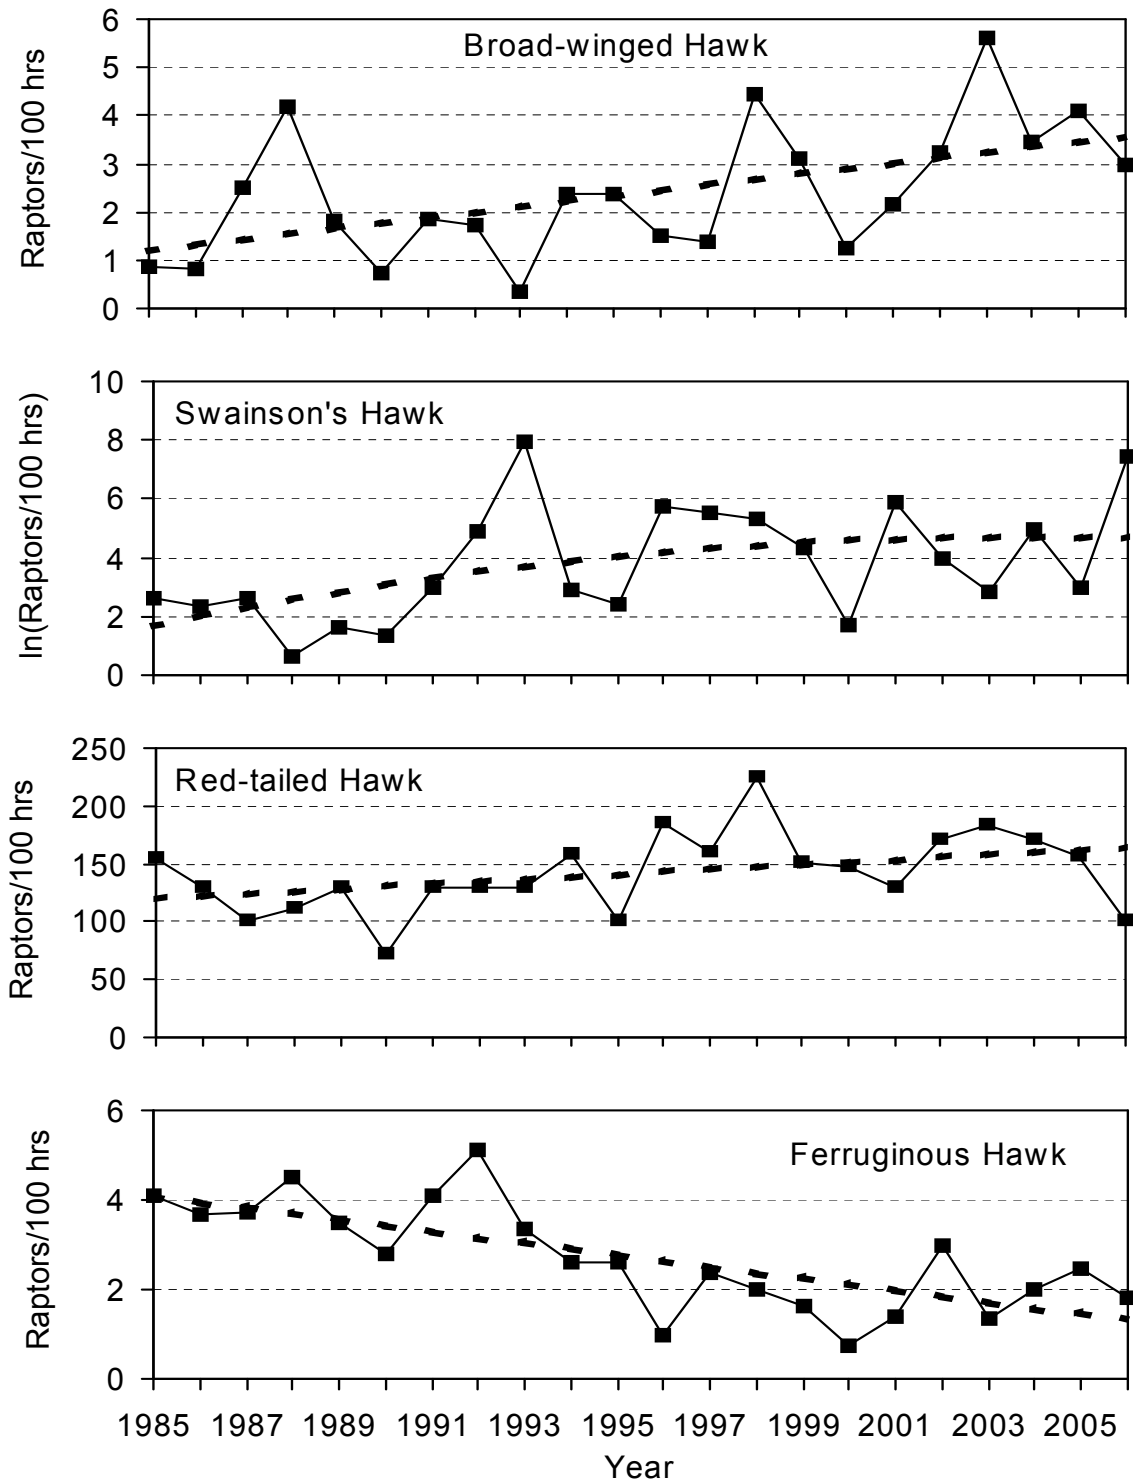 Broad-winged Hawk
Raptors/100 hrs
6
5
4
3
2
1
0
Swainson's Hawk
ln(Raptors/100 hrs)
10
8
6
4
2
0
Red-tailed Hawk
Raptors/100 hrs
250
200
150
100
50
0
Ferruginous Hawk
Raptors/100 hrs
6
4
2
0
1985 1987 1989 1991 1993 1995 1997 1999 2001 2003 2005
Year